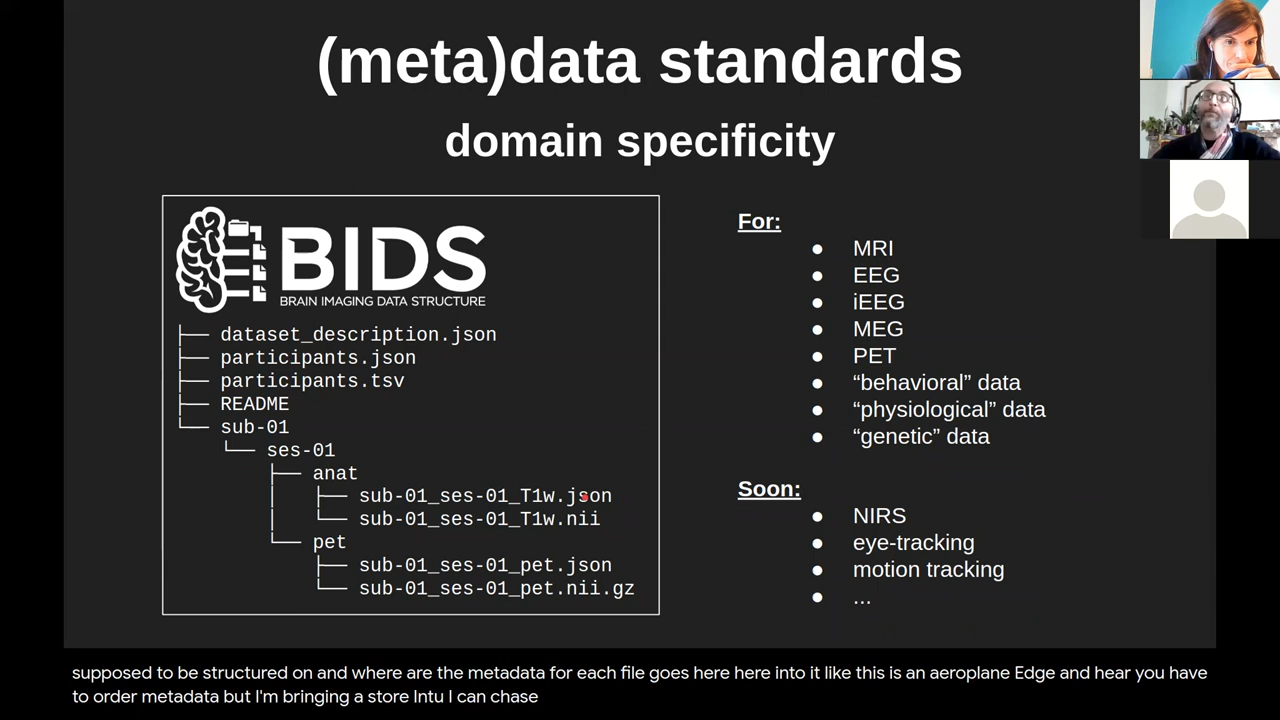 (meta)data standards
domain specificity
BIDS
BRAIN IMAGING DATA STRUCTURE
├── dataset_description.json
├── participants.json
├── participants.tsv
├── README
└── sub-01
└── ses-01
├── anat
│ ├── sub-01_ses-01_T1w.json
│ └── sub-01_ses-01_T1w.nii
└── pet
├── sub-01_ses-01_pet.json
└── sub-01_ses-01_pet.nii.gz
For:
● MRI
● EEG
● iEEG
● MEG
● PET
● “behavioral” data
● “physiological” data
● “genetic” data
Soon:
● NIRS
● eye-tracking
● motion tracking
● ...
supposed to be structured on and where are the metadata for each file goes here here into it like this is an aeroplane Edge and hear you have
to order metadata but I'm bringing a store Intu I can chase